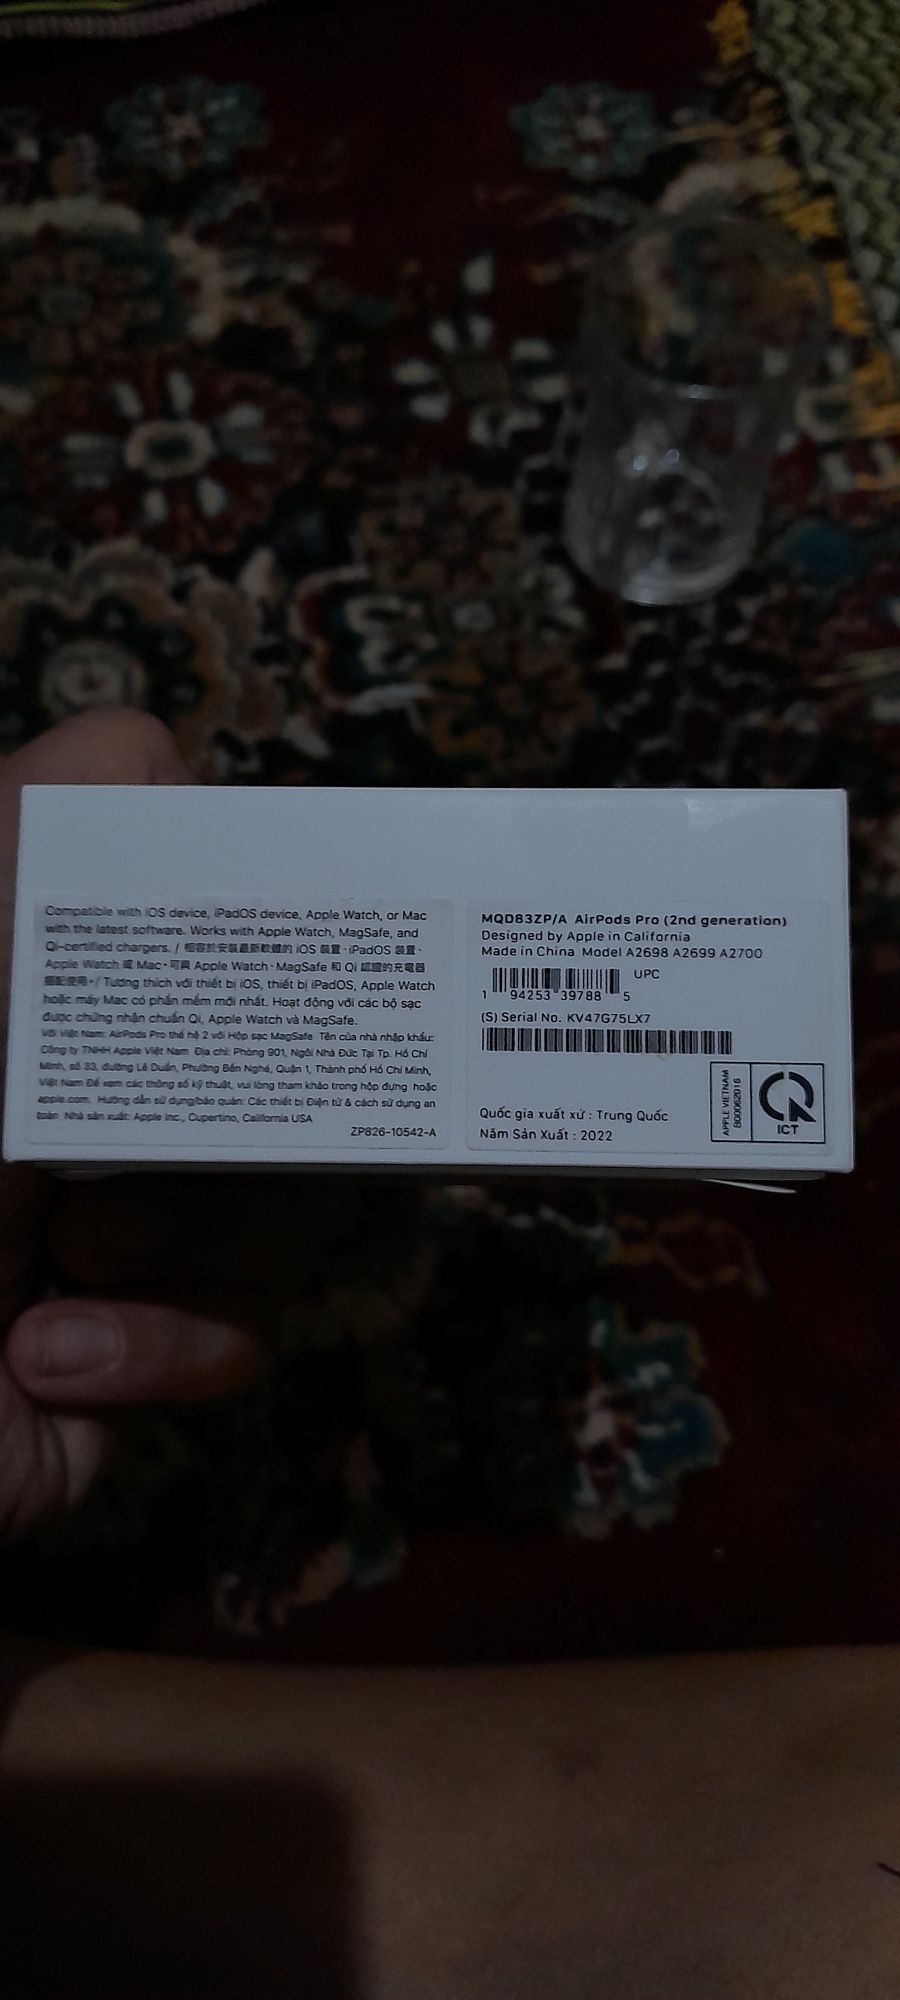 Compatible with iOS device, iPadOS device, Apple Watch, or Mac
with the latest software. Works with Apple Watch, MagSafe, and
Qi-certified chargers. / 相容於安裝最新軟體的 iOS 裝置、iPadOS 裝置、
Apple Watch 或 Mac。可與 Apple Watch、MagSafe 和 Qi 認證的充電器
搭配使用。/ Tương thích với thiết bị iOS, thiết bị iPadOS, Apple Watch
hoặc máy Mac có phần mềm mới nhất. Hoạt động với các bộ sạc
được chứng nhận chuẩn Qi, Apple Watch và MagSafe.
Với Việt Nam: AirPods Pro thế hệ 2 với Hộp sạc MagSafe Tên của nhà nhập khẩu:
Công ty TNHH Apple Việt Nam Địa chỉ: Phòng 901, Ngôi Nhà Đức Tại Tp. Hồ Chí
Minh, số 33, đường Lê Duẩn, Phường Bến Nghé, Quận 1, Thành phố Hồ Chí Minh,
Việt Nam Để xem các thông số kỹ thuật, vui lòng tham khảo trong hộp đựng hoặc
apple.com. Hướng dẫn sử dụng/bảo quản: Các thiết bị Điện tử & cách sử dụng an
toàn Nhà sản xuất: Apple Inc., Cupertino, California USA
ZP826-10542-A
MQD83ZP/A AirPods Pro (2nd generation)
Designed by Apple in California
Made in China Model A2698 A2699 A2700
UPC
1 94253 39788 5
(S) Serial No. KV47G75LX7
Quốc gia xuất xứ : Trung Quốc
Năm Sản Xuất : 2022
APPLE VIETNAM
B00062016
ICT